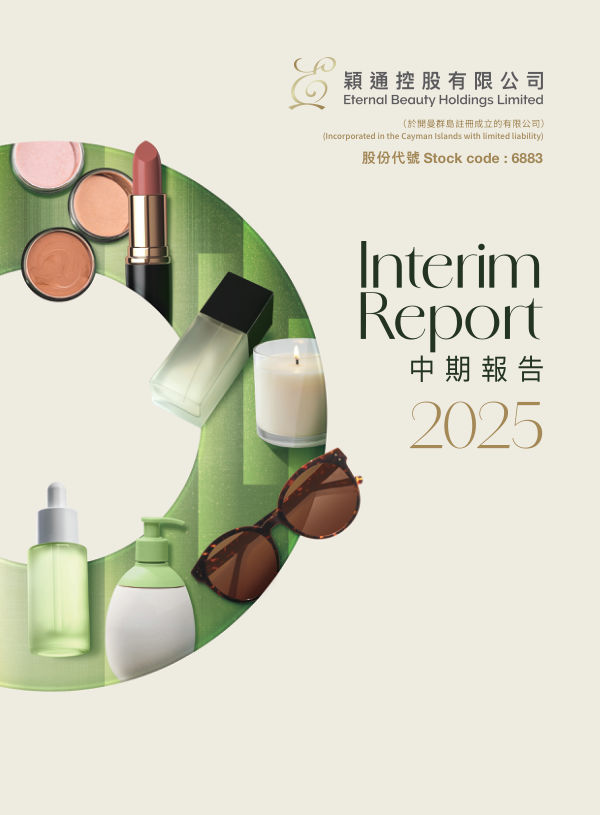 穎通控股有限公司
Eternal Beauty Holdings Limited
（於開曼群島註冊成立的有限公司）
(Incorporated in the Cayman Islands with limited liability)
股份代號 Stock code : 6883
Interim
Report
中期報告
2025